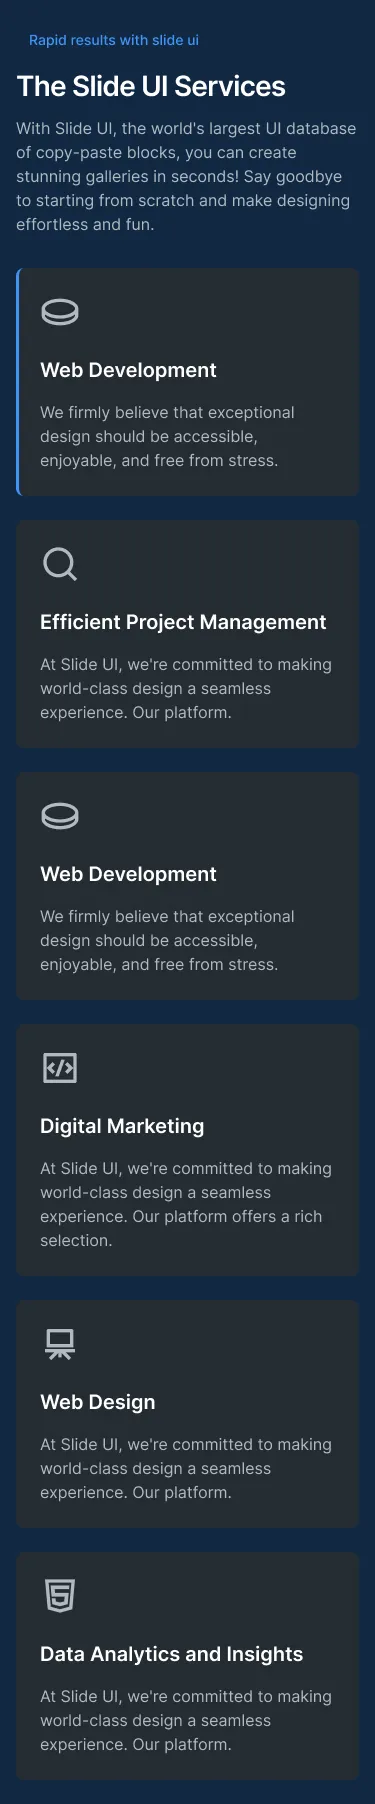 Rapid results with slide ui
The Slide UI Services
With Slide UI, the world's largest UI database
of copy-paste blocks, you can create
stunning galleries in seconds! Say goodbye
to starting from scratch and make designing
effortless and fun.
Web Development
We firmly believe that exceptional
design should be accessible,
enjoyable, and free from stress.
Efficient Project Management
At Slide UI, we're committed to making
world-class design a seamless
experience. Our platform.
Web Development
We firmly believe that exceptional
design should be accessible,
enjoyable, and free from stress.
Digital Marketing
At Slide UI, we're committed to making
world-class design a seamless
experience. Our platform offers a rich
selection.
Web Design
At Slide UI, we're committed to making
world-class design a seamless
experience. Our platform.
Data Analytics and Insights
At Slide UI, we're committed to making
world-class design a seamless
experience. Our platform.